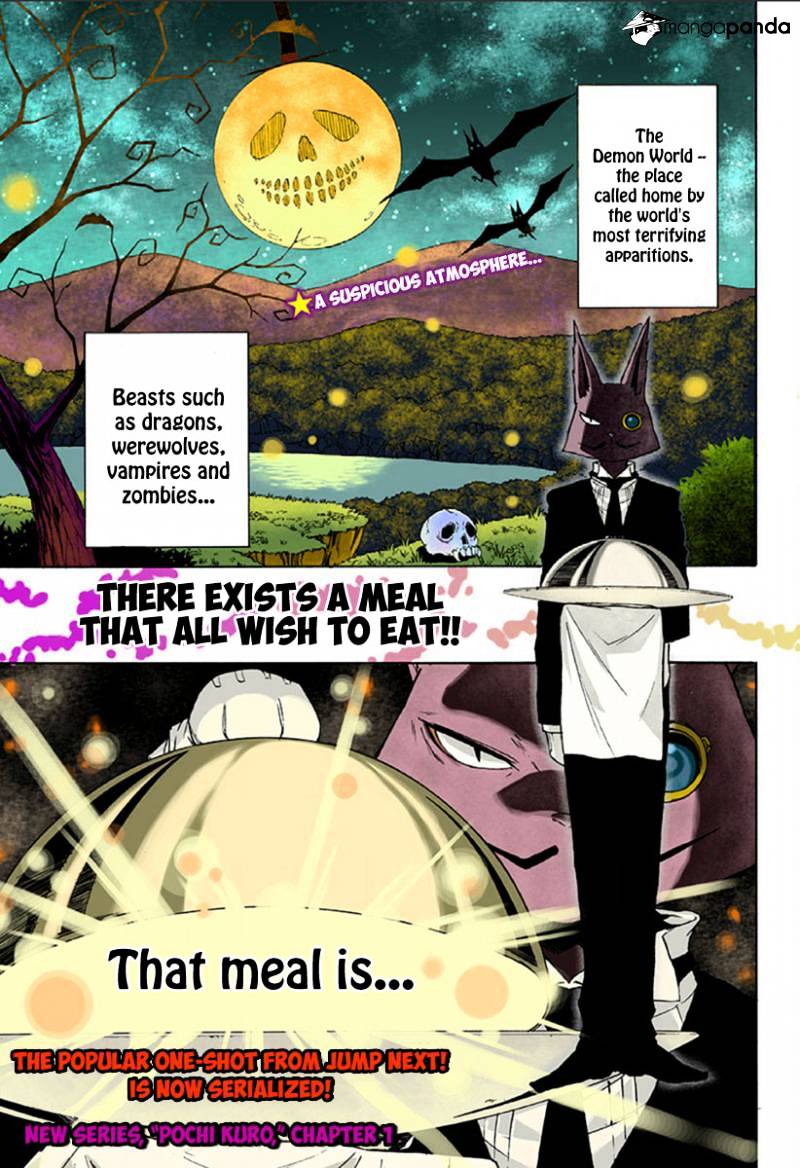 mangapanda
The
Demon World --
the place
called home by
the world's
most terrifying
apparitions.
A SUSPICIOUS ATMOSPHERE...
Beasts such
as dragons,
werewolves,
vampires and
zombies...
THERE EXISTS A MEAL
THAT ALL WISH TO EAT!!
That meal is...
THE POPULAR ONE-SHOT FROM JUMP NEXT!
IS NOW SERIALIZED!
NEW SERIES, "POCHI KURO," CHAPTER 1